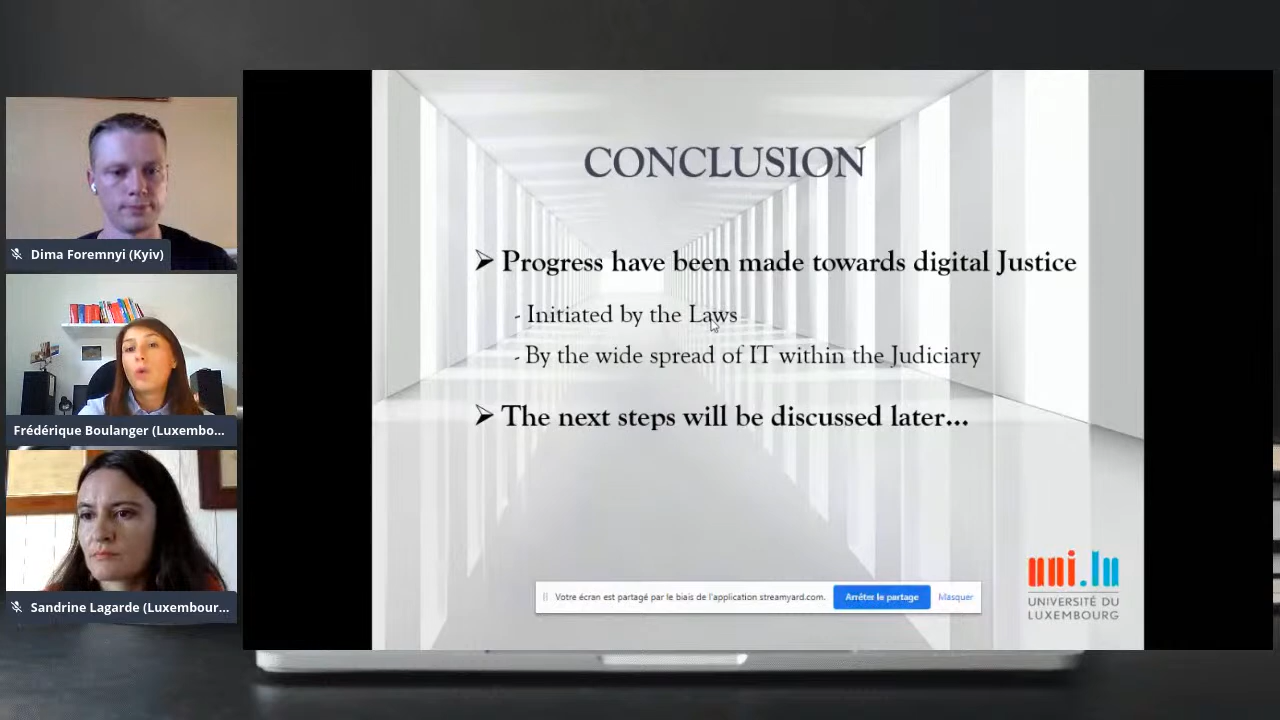 Dima Foremnyi (Kyiv)
Frédérique Boulanger (Luxembo...
Sandrine Lagarde (Luxembour...
CONCLUSION
➢ Progress have been made towards digital Justice
- Initiated by the Laws
- By the wide spread of IT within the Judiciary
➢ The next steps will be discussed later...
Votre écran est partagé par le biais de l'application streamyard.com.
Arrêter le partage
Masquer
uni.lu
UNIVERSITÉ DU
LUXEMBOURG